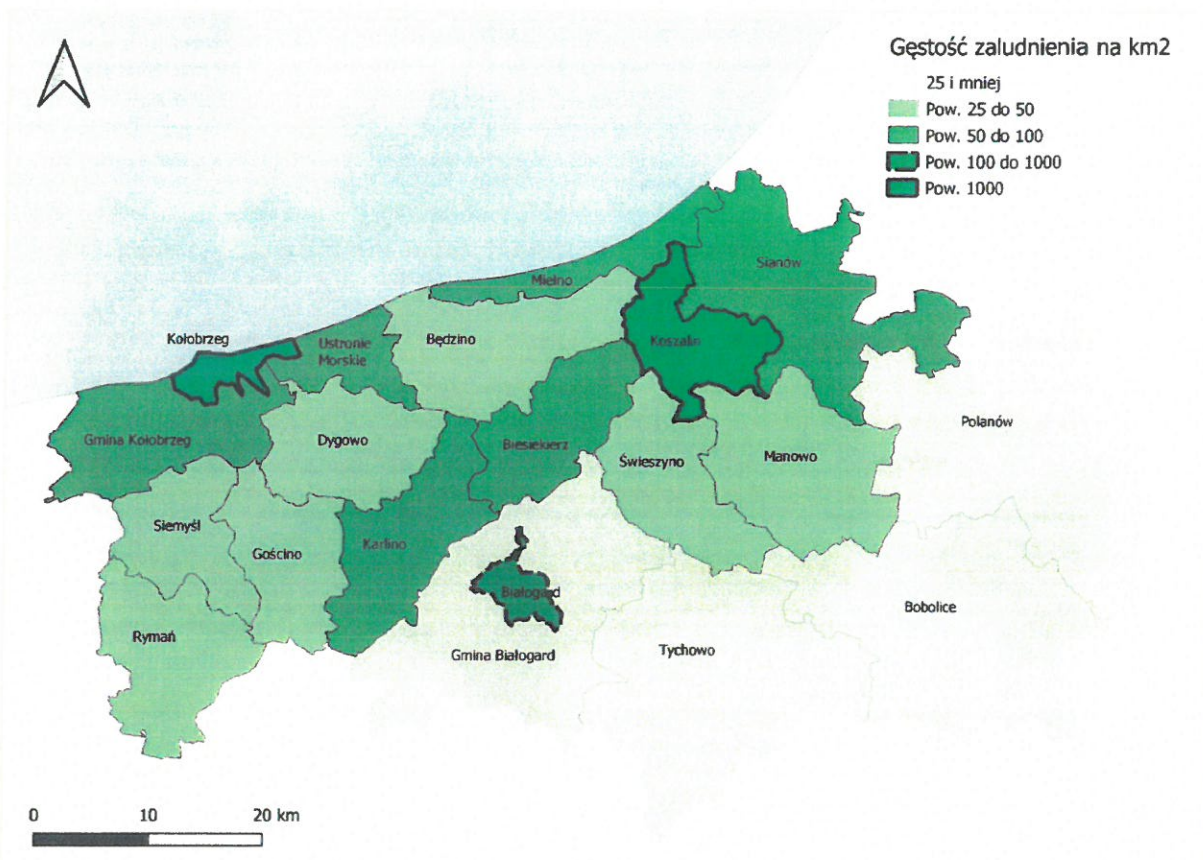 Gęstość zaludnienia na km2
25 i mniej
Pow. 25 do 50
Pow. 50 do 100
Pow. 100 do 1000
Pow. 1000
Sianów
Mielno
Kołobrzeg
Ustronie
Morskie
Będzino
Koszalin
Polanów
Gmina Kołobrzeg
Dygowo
Biesiekierz
Świeszyno
Manowo
Siemyśl
Gościno
Karlino
Białogard
Bobolice
Rymań
Gmina Białogard
Tychowo
0 10 20 km